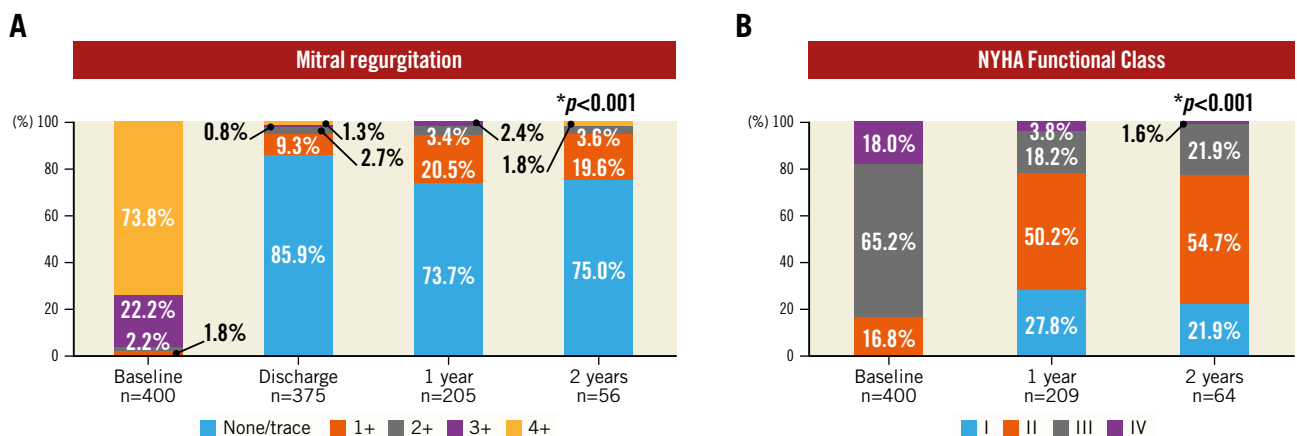 A
Mitral regurgitation
*p<0.001
(%) 100
80
60
40
20
0
73.8%
22.2%
2.2%
1.8%
0.8%
1.3%
9.3%
2.7%
85.9%
2.4%
3.4%
20.5%
73.7%
1.8%
3.6%
19.6%
75.0%
Baseline
n=400
Discharge
n=375
1 year
n=205
2 years
n=56
None/trace 1+ 2+ 3+ 4+
B
NYHA Functional Class
*p<0.001
(%) 100
80
60
40
20
0
18.0%
65.2%
16.8%
3.8%
18.2%
50.2%
27.8%
1.6%
21.9%
54.7%
21.9%
Baseline
n=400
1 year
n=209
2 years
n=64
I II III IV